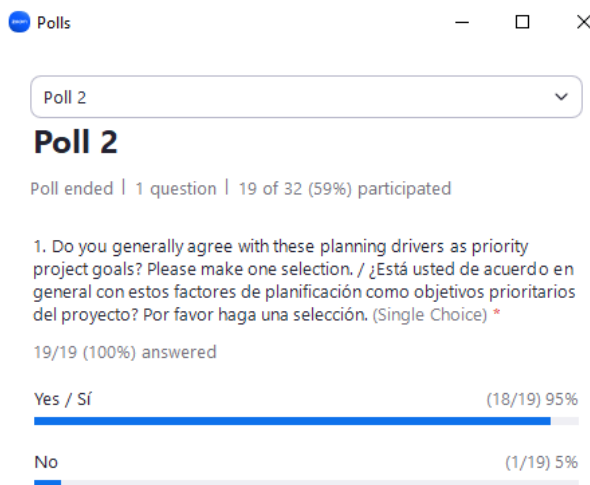 zoom
Polls
Poll 2
Poll 2
Poll ended | 1 question | 19 of 32 (59%) participated
1. Do you generally agree with these planning drivers as priority
project goals? Please make one selection. / ¿Está usted de acuerdo en
general con estos factores de planificación como objetivos prioritarios
del proyecto? Por favor haga una selección. (Single Choice) *
19/19 (100%) answered
Yes / Sí (18/19) 95%
No (1/19) 5%